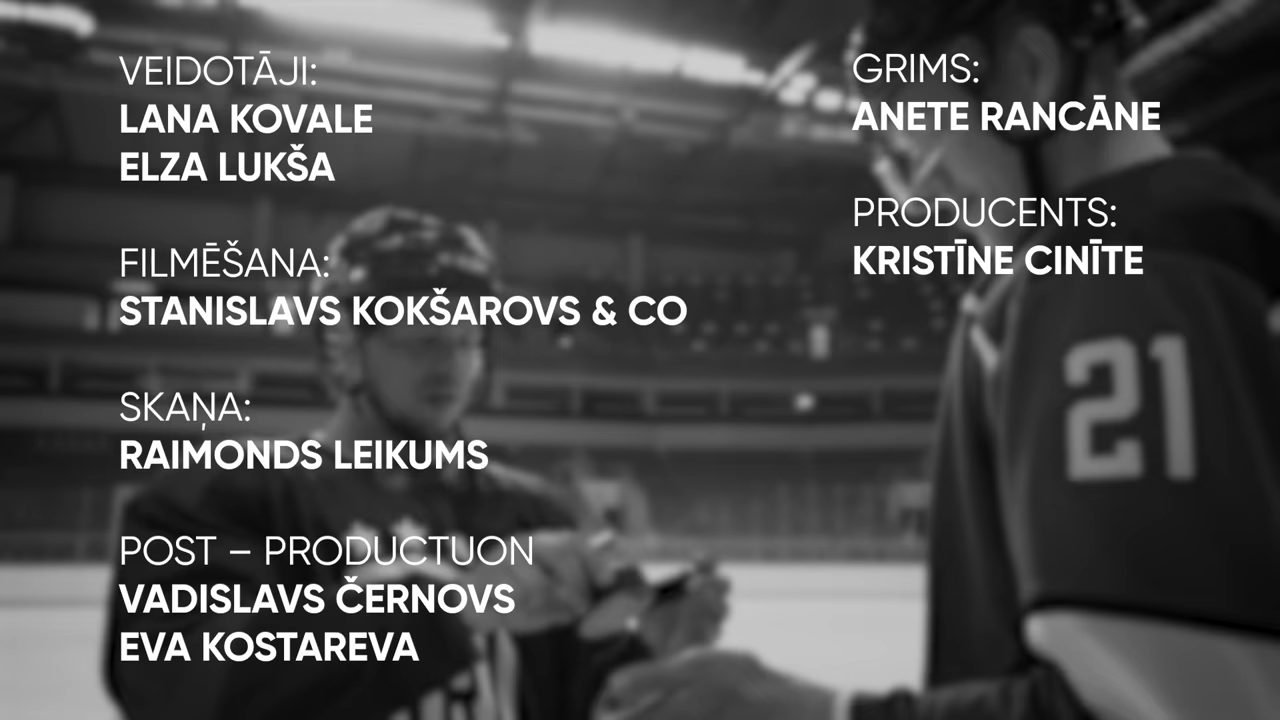 VEIDOTĀJI:
LANA KOVALE
ELZA LUKŠA
FILMĒŠANA:
STANISLAVS KOKŠAROVS & CO
SKAŅA:
RAIMONDS LEIKUMS
POST – PRODUCTUON
VADISLAVS ČERNOVS
EVA KOSTAREVA
GRIMS:
ANETE RANCĀNE
PRODUCENTS:
KRISTĪNE CINĪTE
21